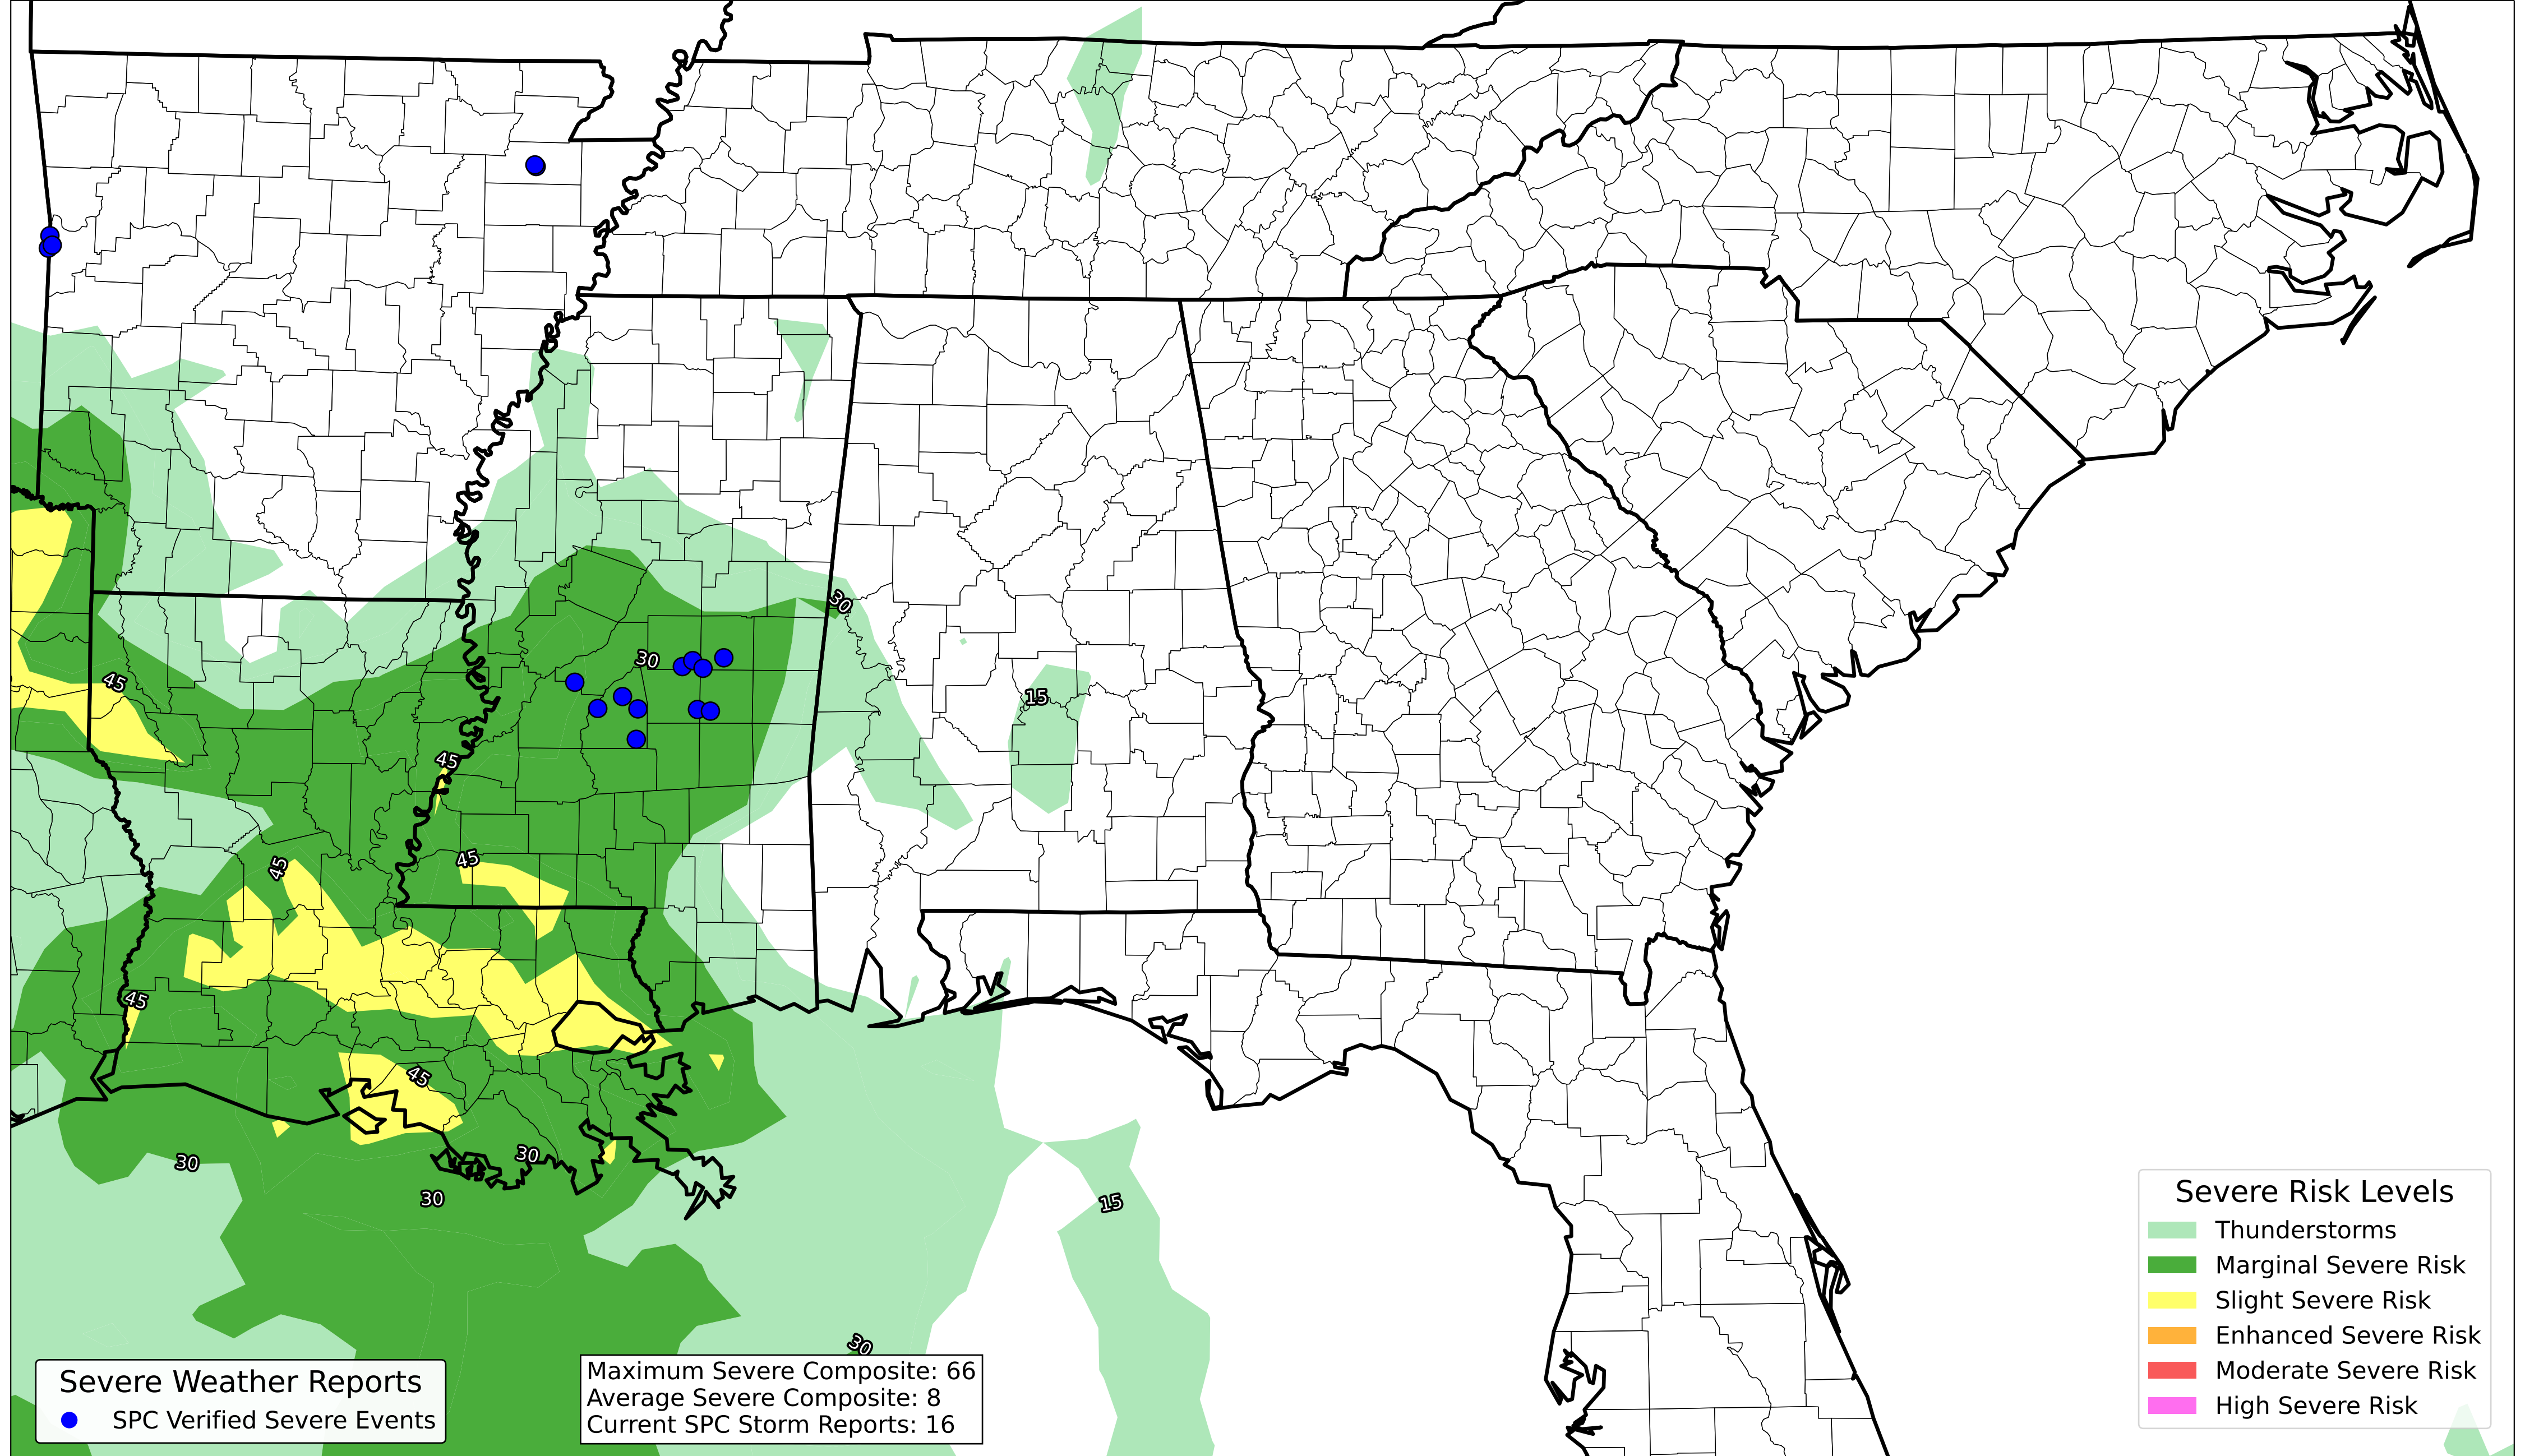 30
45
30
15
45
45
45
45
45
30
30
30
15
30
Severe Weather Reports
SPC Verified Severe Events
Maximum Severe Composite: 66
Average Severe Composite: 8
Current SPC Storm Reports: 16
Severe Risk Levels
Thunderstorms
Marginal Severe Risk
Slight Severe Risk
Enhanced Severe Risk
Moderate Severe Risk
High Severe Risk